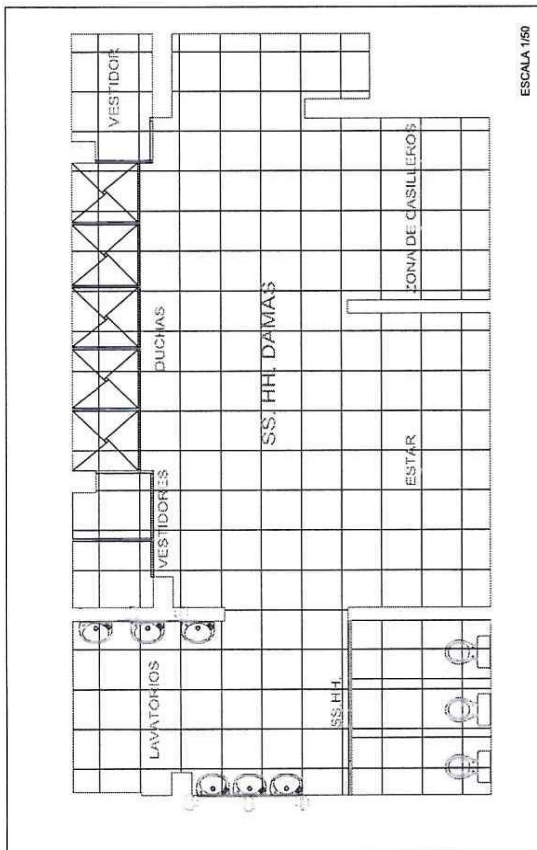 LAVATORIOS
VESTIDORES
DUCHAS
VESTIDOR
SS. HH. DAMAS
SS.HH.
ESTAR
ZONA DE CASILLEROS
ESCALA 1/50